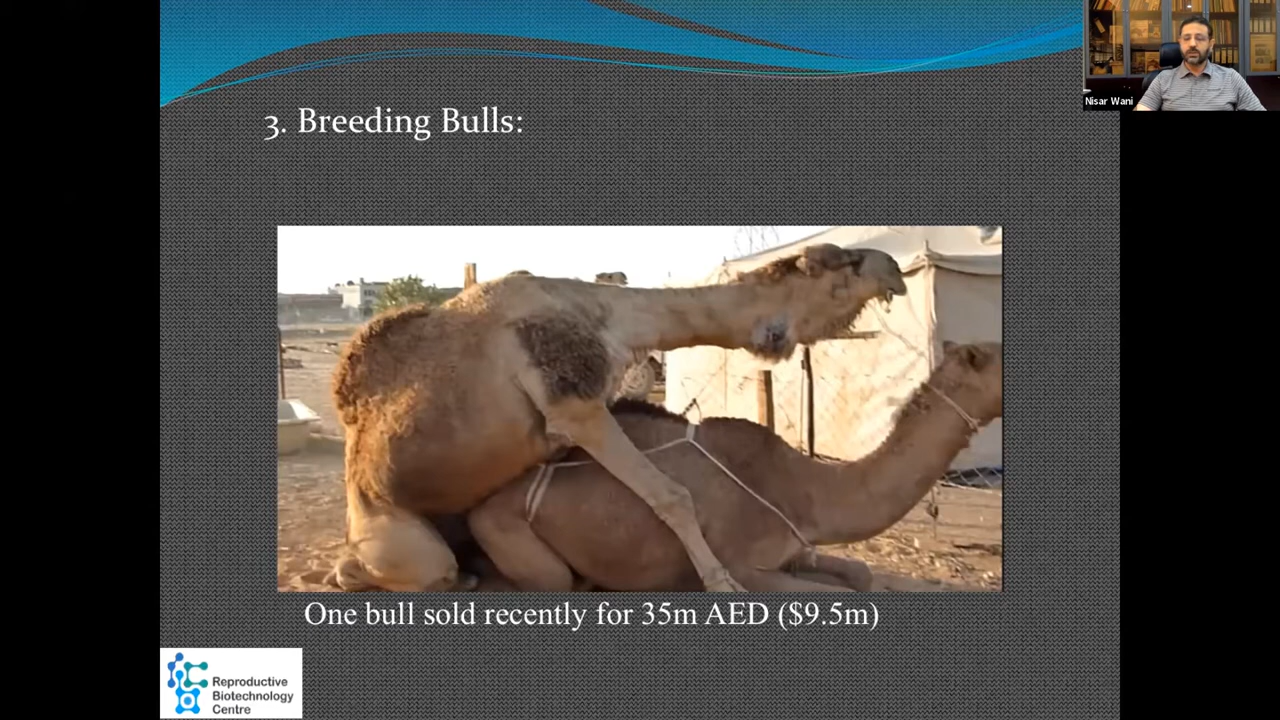 Nisar Wani
3. Breeding Bulls:
One bull sold recently for 35m AED ($9.5m)
Reproductive
Biotechnology
Centre